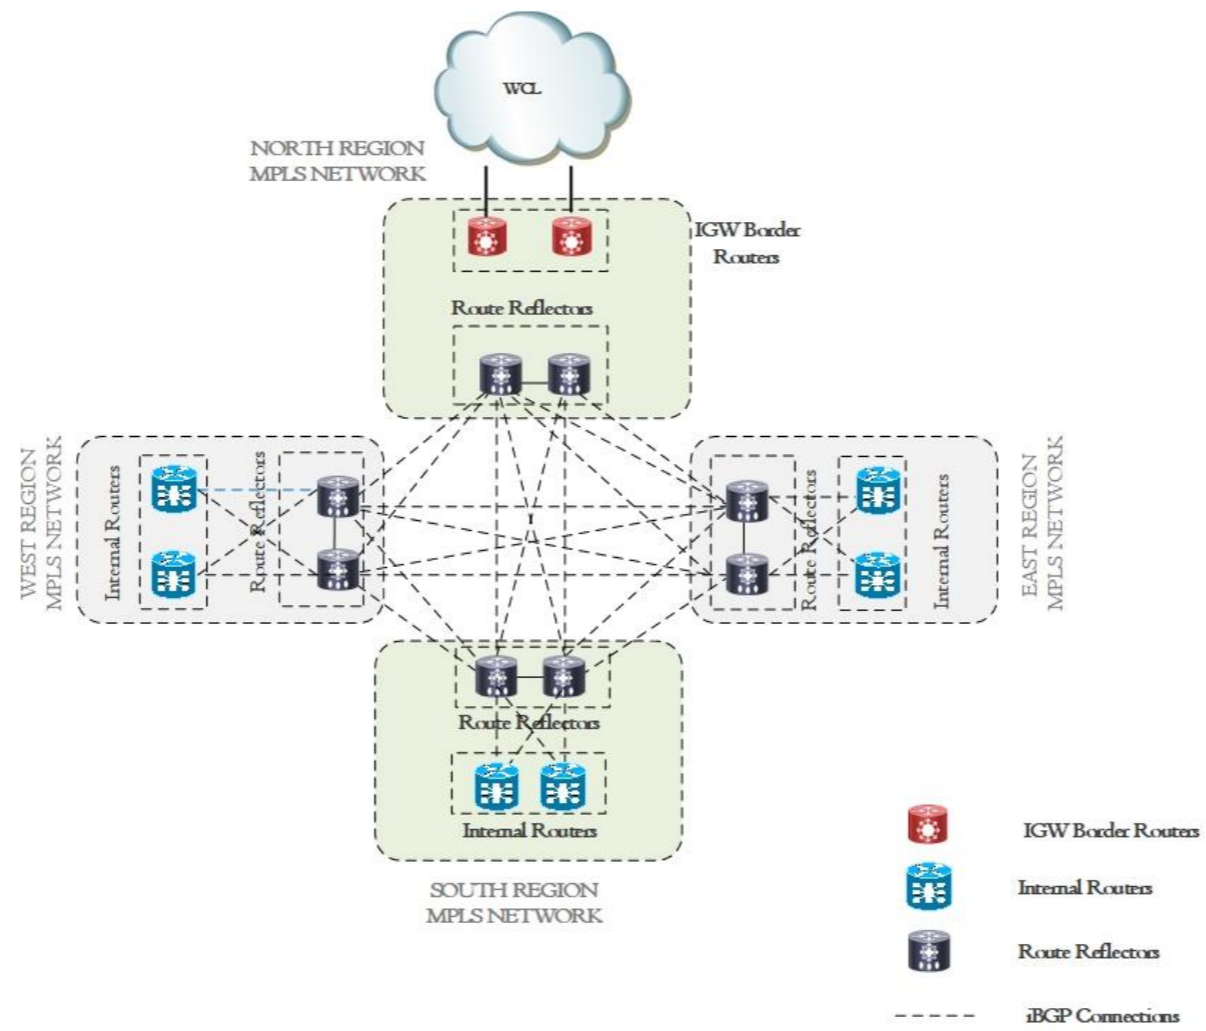 WCL
NORTH REGION
MPLS NETWORK
IGW Border
Routers
Route Reflectors
WEST REGION
MPLS NETWORK
Internal Routers
Route Reflectors
Route Reflectors
Internal Routers
EAST REGION
MPLS NETWORK
Route Reflectors
Internal Routers
SOUTH REGION
MPLS NETWORK
IGW Border Routers
Internal Routers
Route Reflectors
iBGP Connections